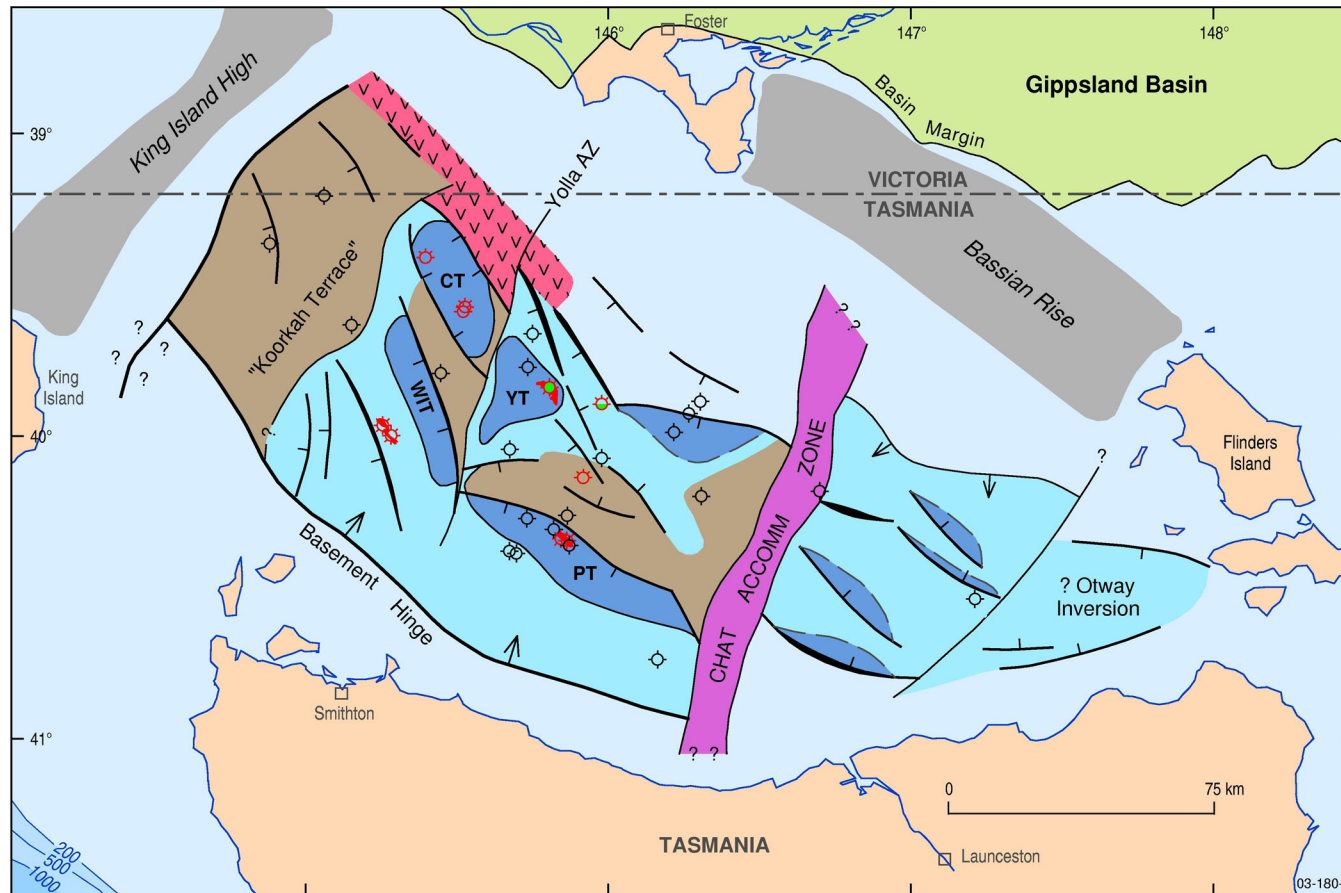 Foster
146°
147°
148°
King Island High
Basin
Margin
Gippsland Basin
39°
Yolla AZ
VICTORIA
TASMANIA
"Koorkah Terrace"
CT
Bassian Rise
?
?
?
?
?
King
Island
WIT
YT
40°
?
Flinders
Island
?
CHAT ACCOMM ZONE
Basement
Hinge
PT
? Otway
Inversion
Smithton
41°
? ?
0
75 km
TASMANIA
Launceston
200
500
1000
03-180-